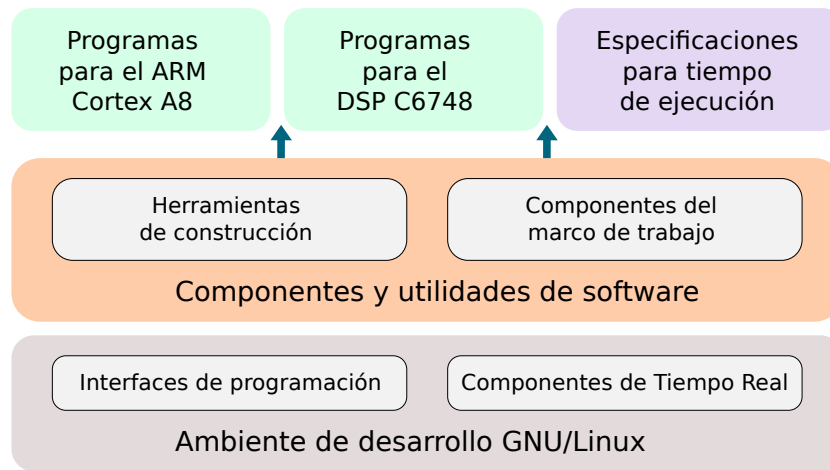 Programas
para el ARM
Cortex A8
Programas
para el
DSP C6748
Especificaciones
para tiempo
de ejecución
Herramientas
de construcción
Componentes del
marco de trabajo
Componentes y utilidades de software
Interfaces de programación
Componentes de Tiempo Real
Ambiente de desarrollo GNU/Linux